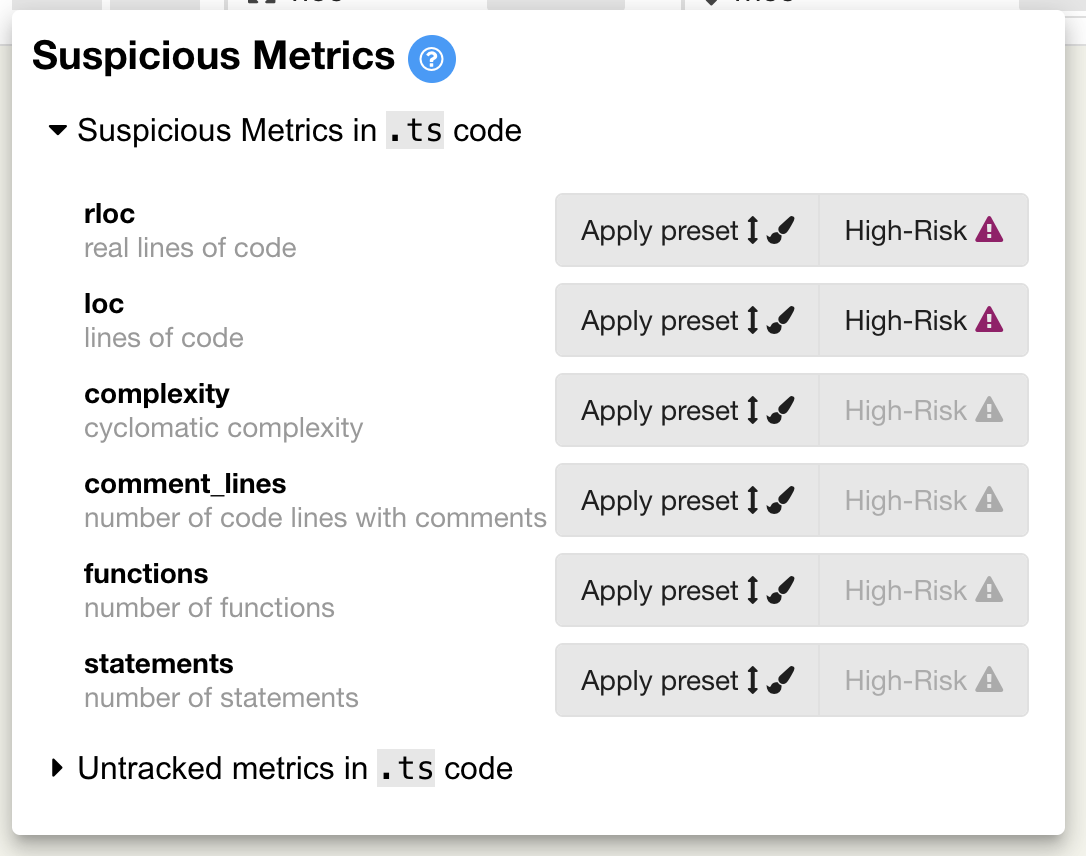 Suspicious Metrics
Suspicious Metrics in .ts code
rloc
real lines of code
Apply preset High-Risk
loc
lines of code
Apply preset High-Risk
complexity
cyclomatic complexity
Apply preset High-Risk
comment_lines
number of code lines with comments
Apply preset High-Risk
functions
number of functions
Apply preset High-Risk
statements
number of statements
Apply preset High-Risk
Untracked metrics in .ts code